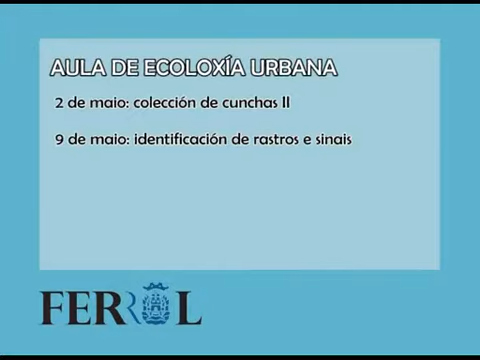 AULA DE ECOLOXÍA URBANA
2 de maio: colección de cunchas II
9 de maio: identificación de rastros e sinais
FERROL